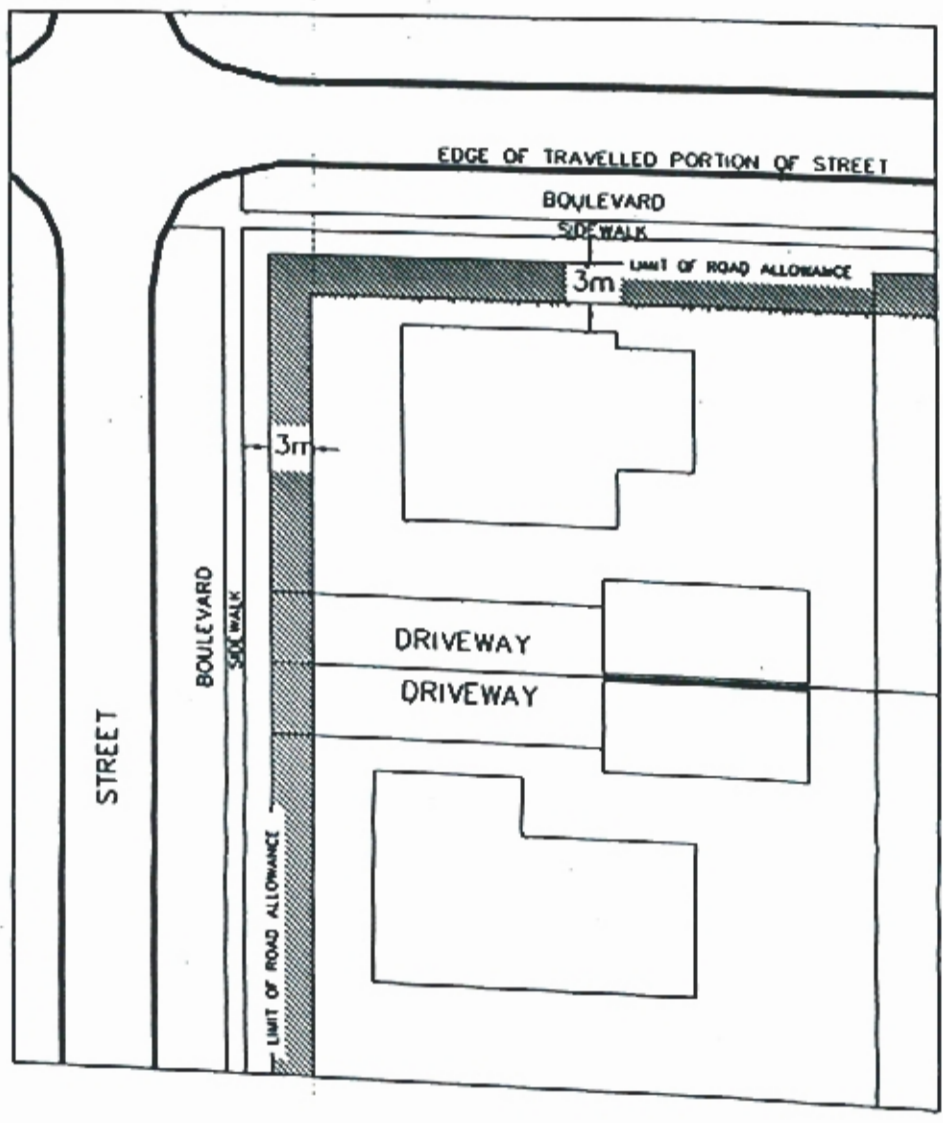 EDGE OF TRAVELLED PORTION OF STREET
BOULEVARD
SIDEWALK
LIMIT OF ROAD ALLOWANCE
3m
3m
BOULEVARD
SIDEWALK
DRIVEWAY
DRIVEWAY
STREET
LIMIT OF ROAD ALLOWANCE